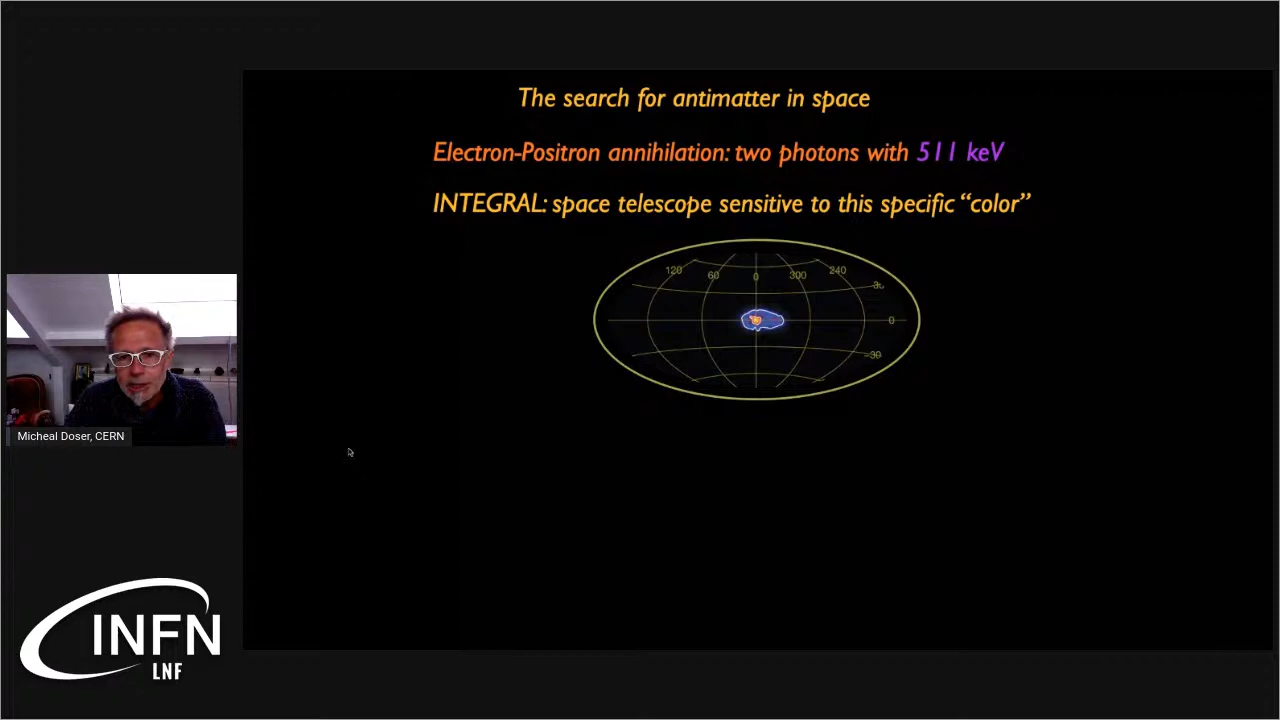 The search for antimatter in space
Electron-Positron annihilation: two photons with 511 keV
INTEGRAL: space telescope sensitive to this specific “color”
120 60 0 300 240
30
0
-30
Micheal Doser, CERN
INFN
LNF